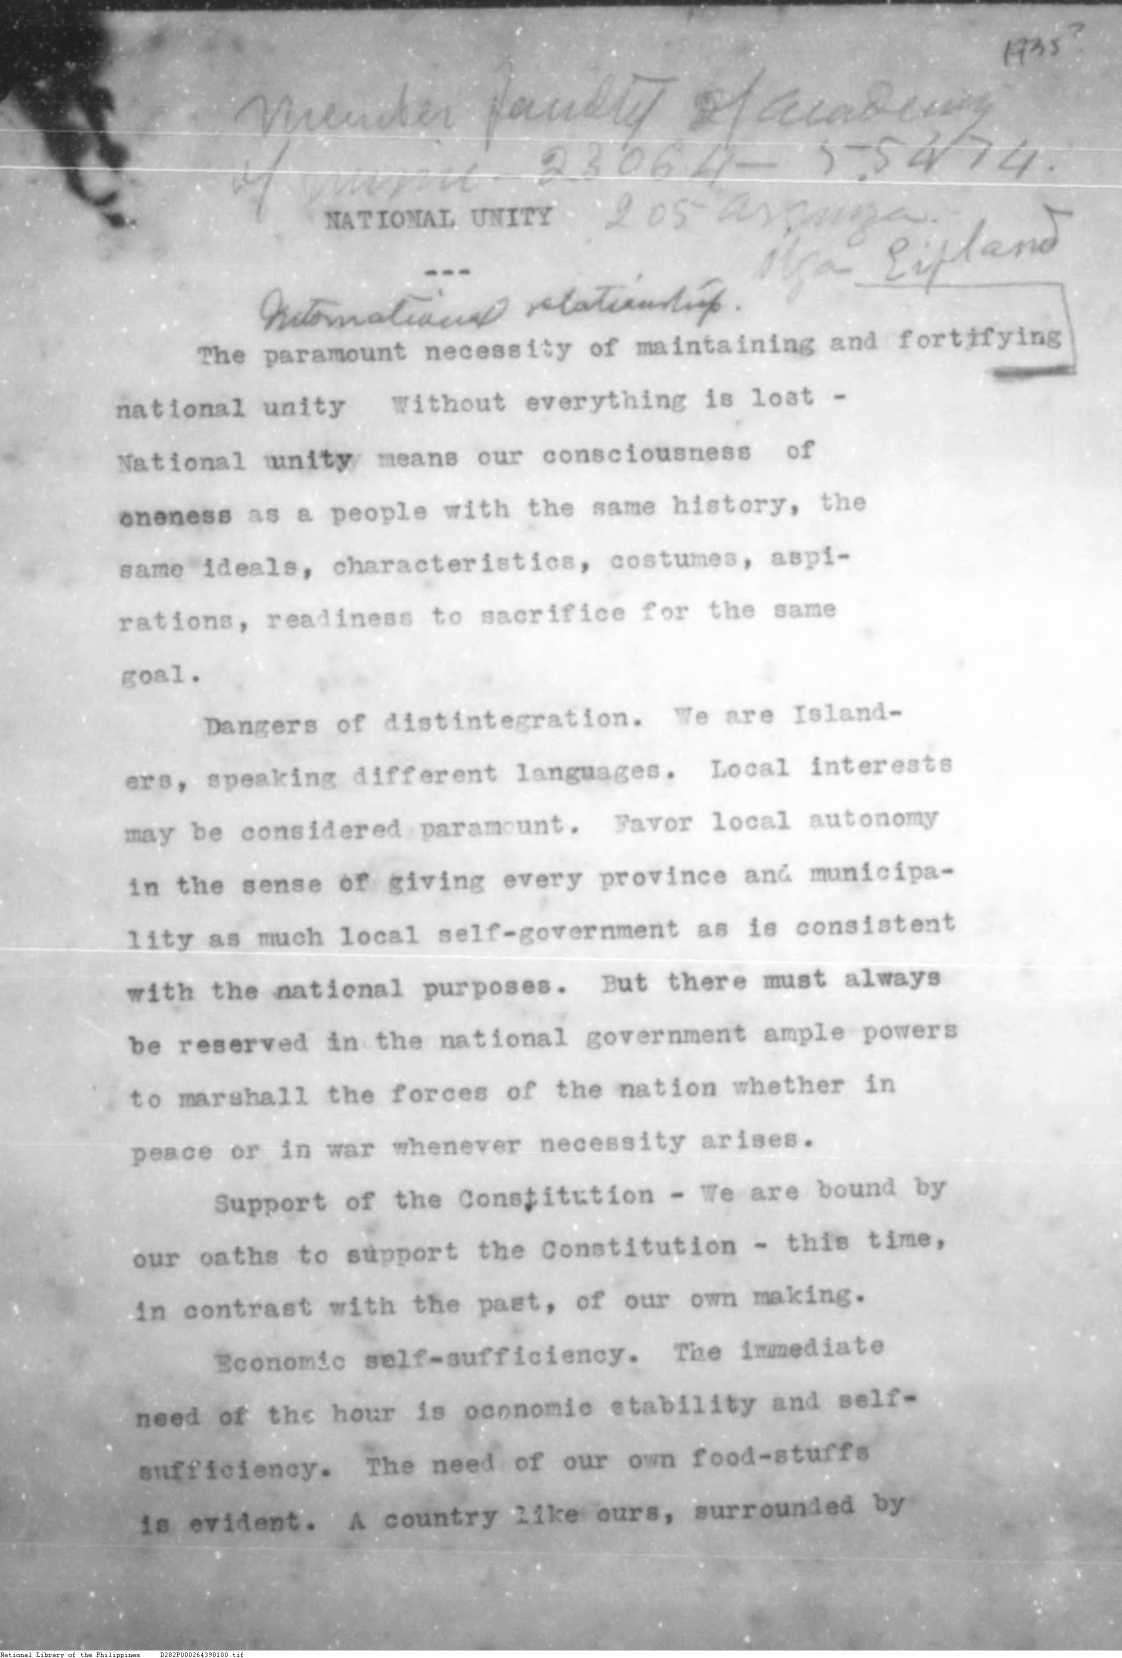 1935?
Member faculty of academy
of music - 23064 - 55474.
NATIONAL UNITY 205
---
International relationship.
The paramount necessity of maintaining and fortifying
national unity Without everything is lost -
National unity means our consciousness of
oneness as a people with the same history, the
same ideals, characteristics, costumes, aspi-
rations, readiness to sacrifice for the same
goal.
Dangers of distintegration. We are Island-
ers, speaking different languages. Local interests
may be considered paramount. Favor local autonomy
in the sense of giving every province and municipa-
lity as much local self-government as is consistent
with the national purposes. But there must always
be reserved in the national government ample powers
to marshall the forces of the nation whether in
peace or in war whenever necessity arises.
Support of the Constitution - We are bound by
our oaths to support the Constitution - this time,
in contrast with the past, of our own making.
Economic self-sufficiency. The immediate
need of the hour is oconomic stability and self-
sufficiency. The need of our own food-stuffs
is evident. A country like ours, surrounded by
National Library of the Philippines D282P000264398100.tif